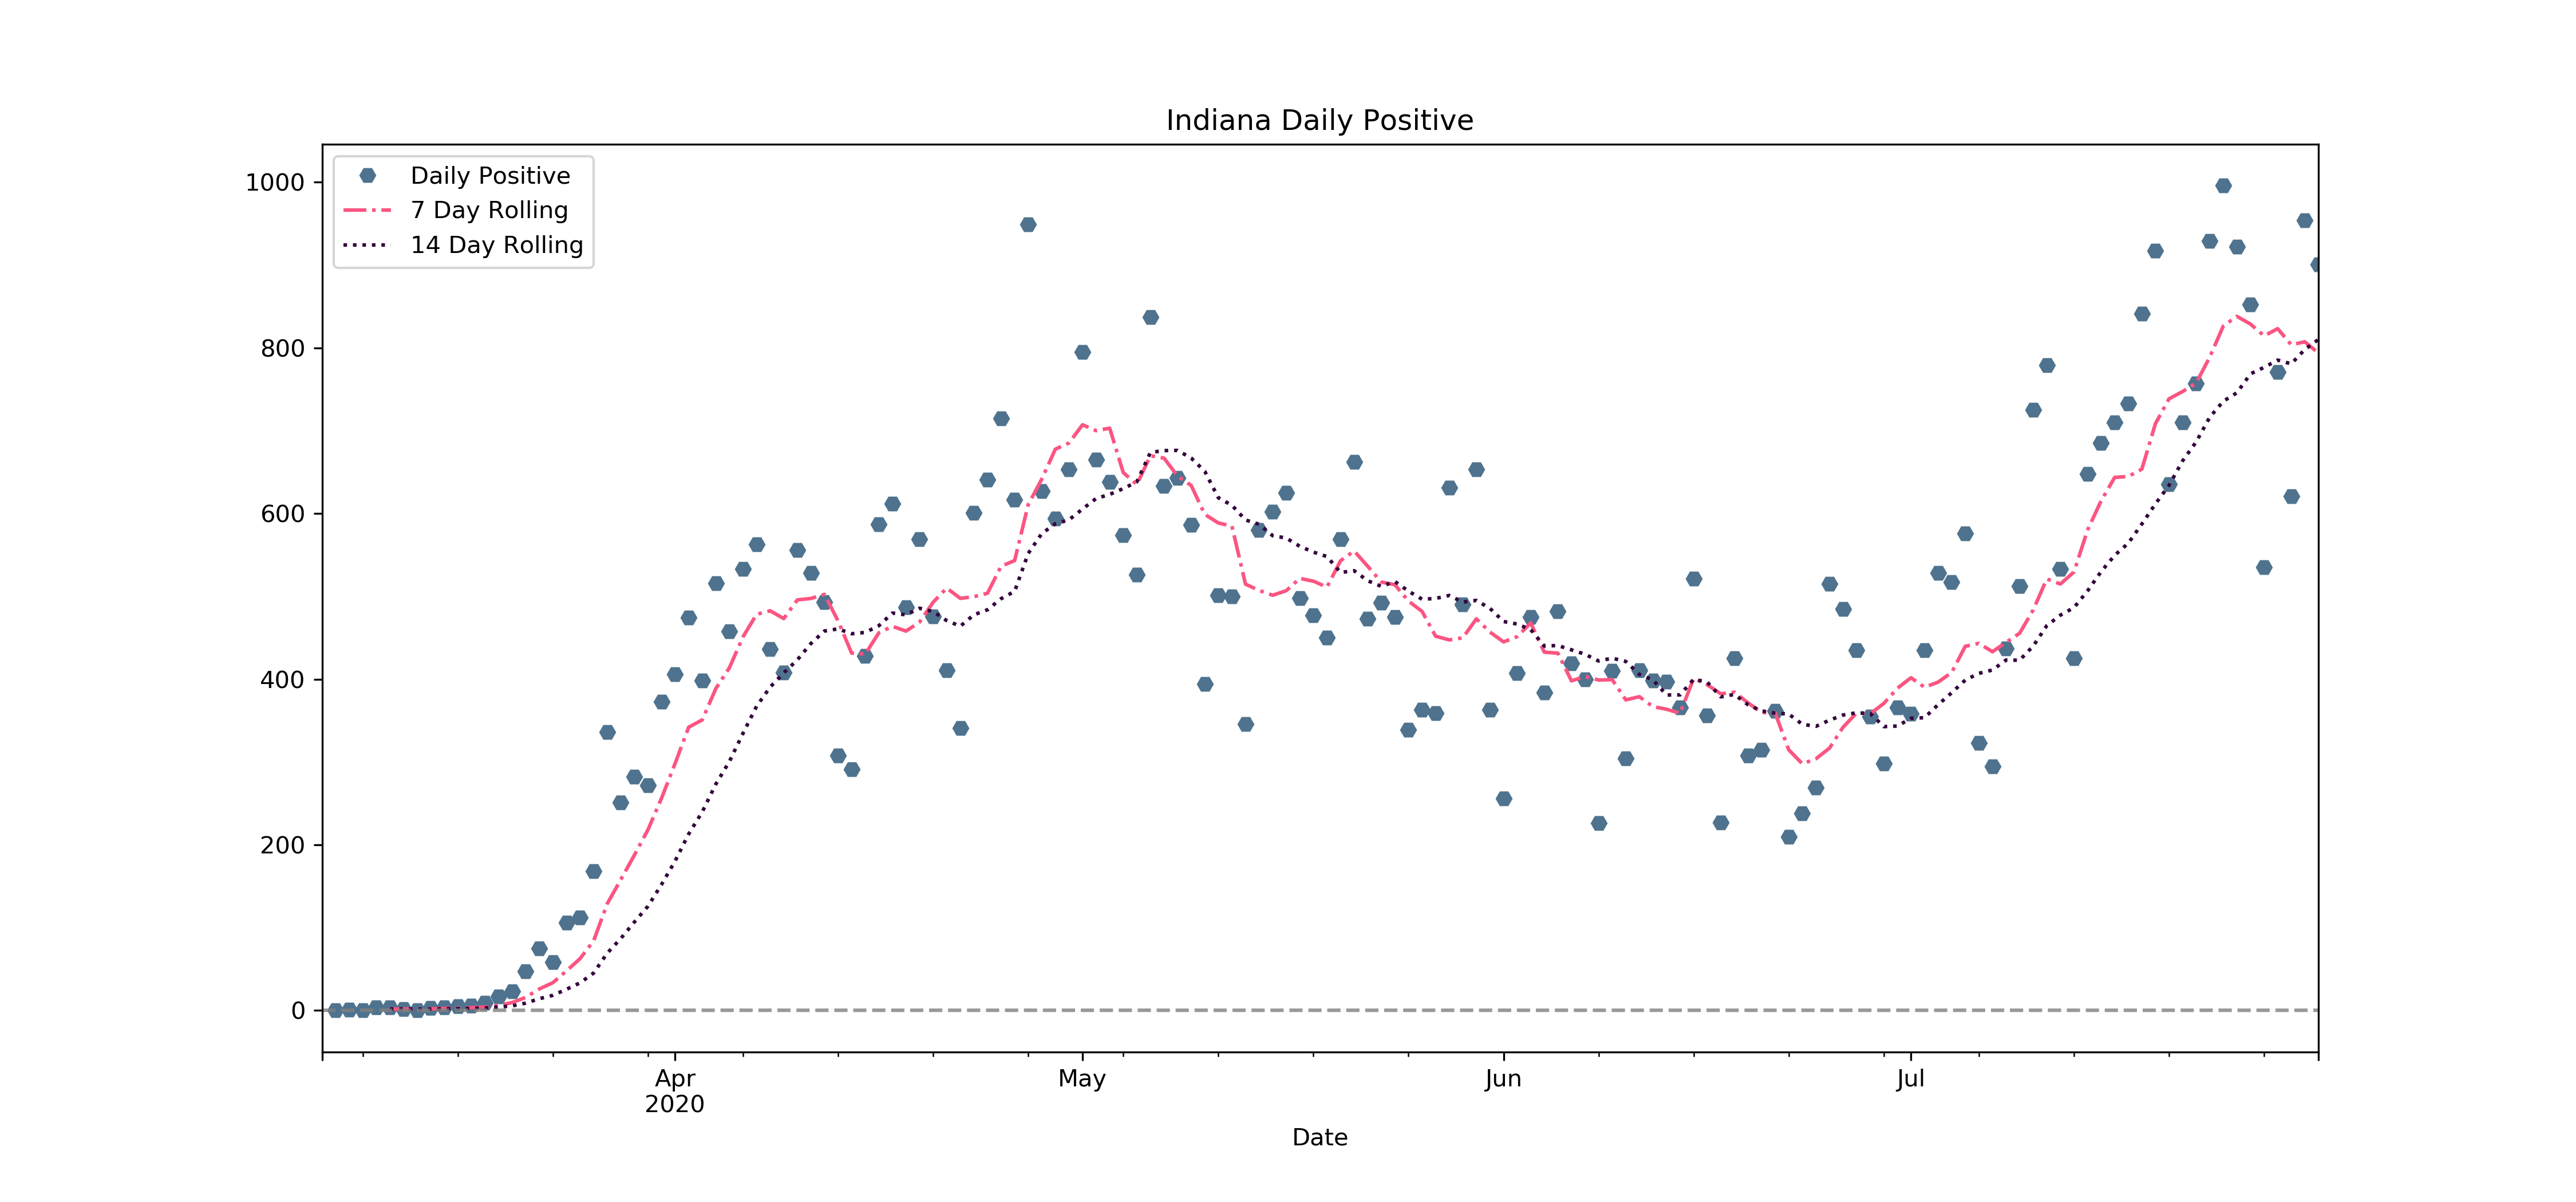 Indiana Daily Positive
1000
800
600
400
200
0
Daily Positive
7 Day Rolling
14 Day Rolling
Apr
2020
May
Jun
Jul
Date